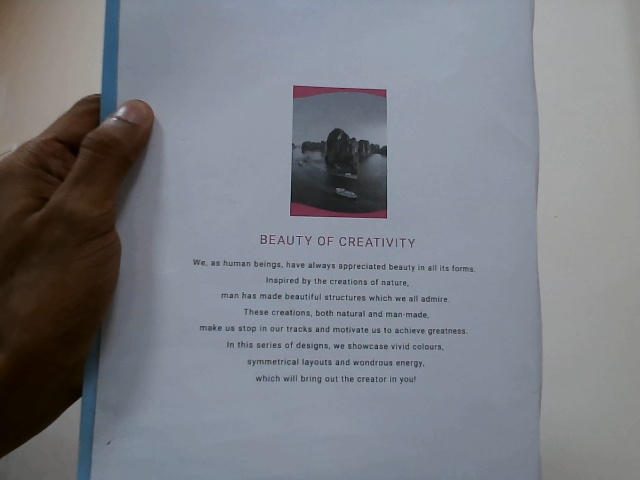 BEAUTY OF CREATIVITY
We, as human beings, have always appreciated beauty in all its forms.
Inspired by the creations of nature,
man has made beautiful structures which we all admire.
These creations, both natural and man-made,
make us stop in our tracks and motivate us to achieve greatness.
In this series of designs, we showcase vivid colours,
symmetrical layouts and wondrous energy,
which will bring out the creator in you!